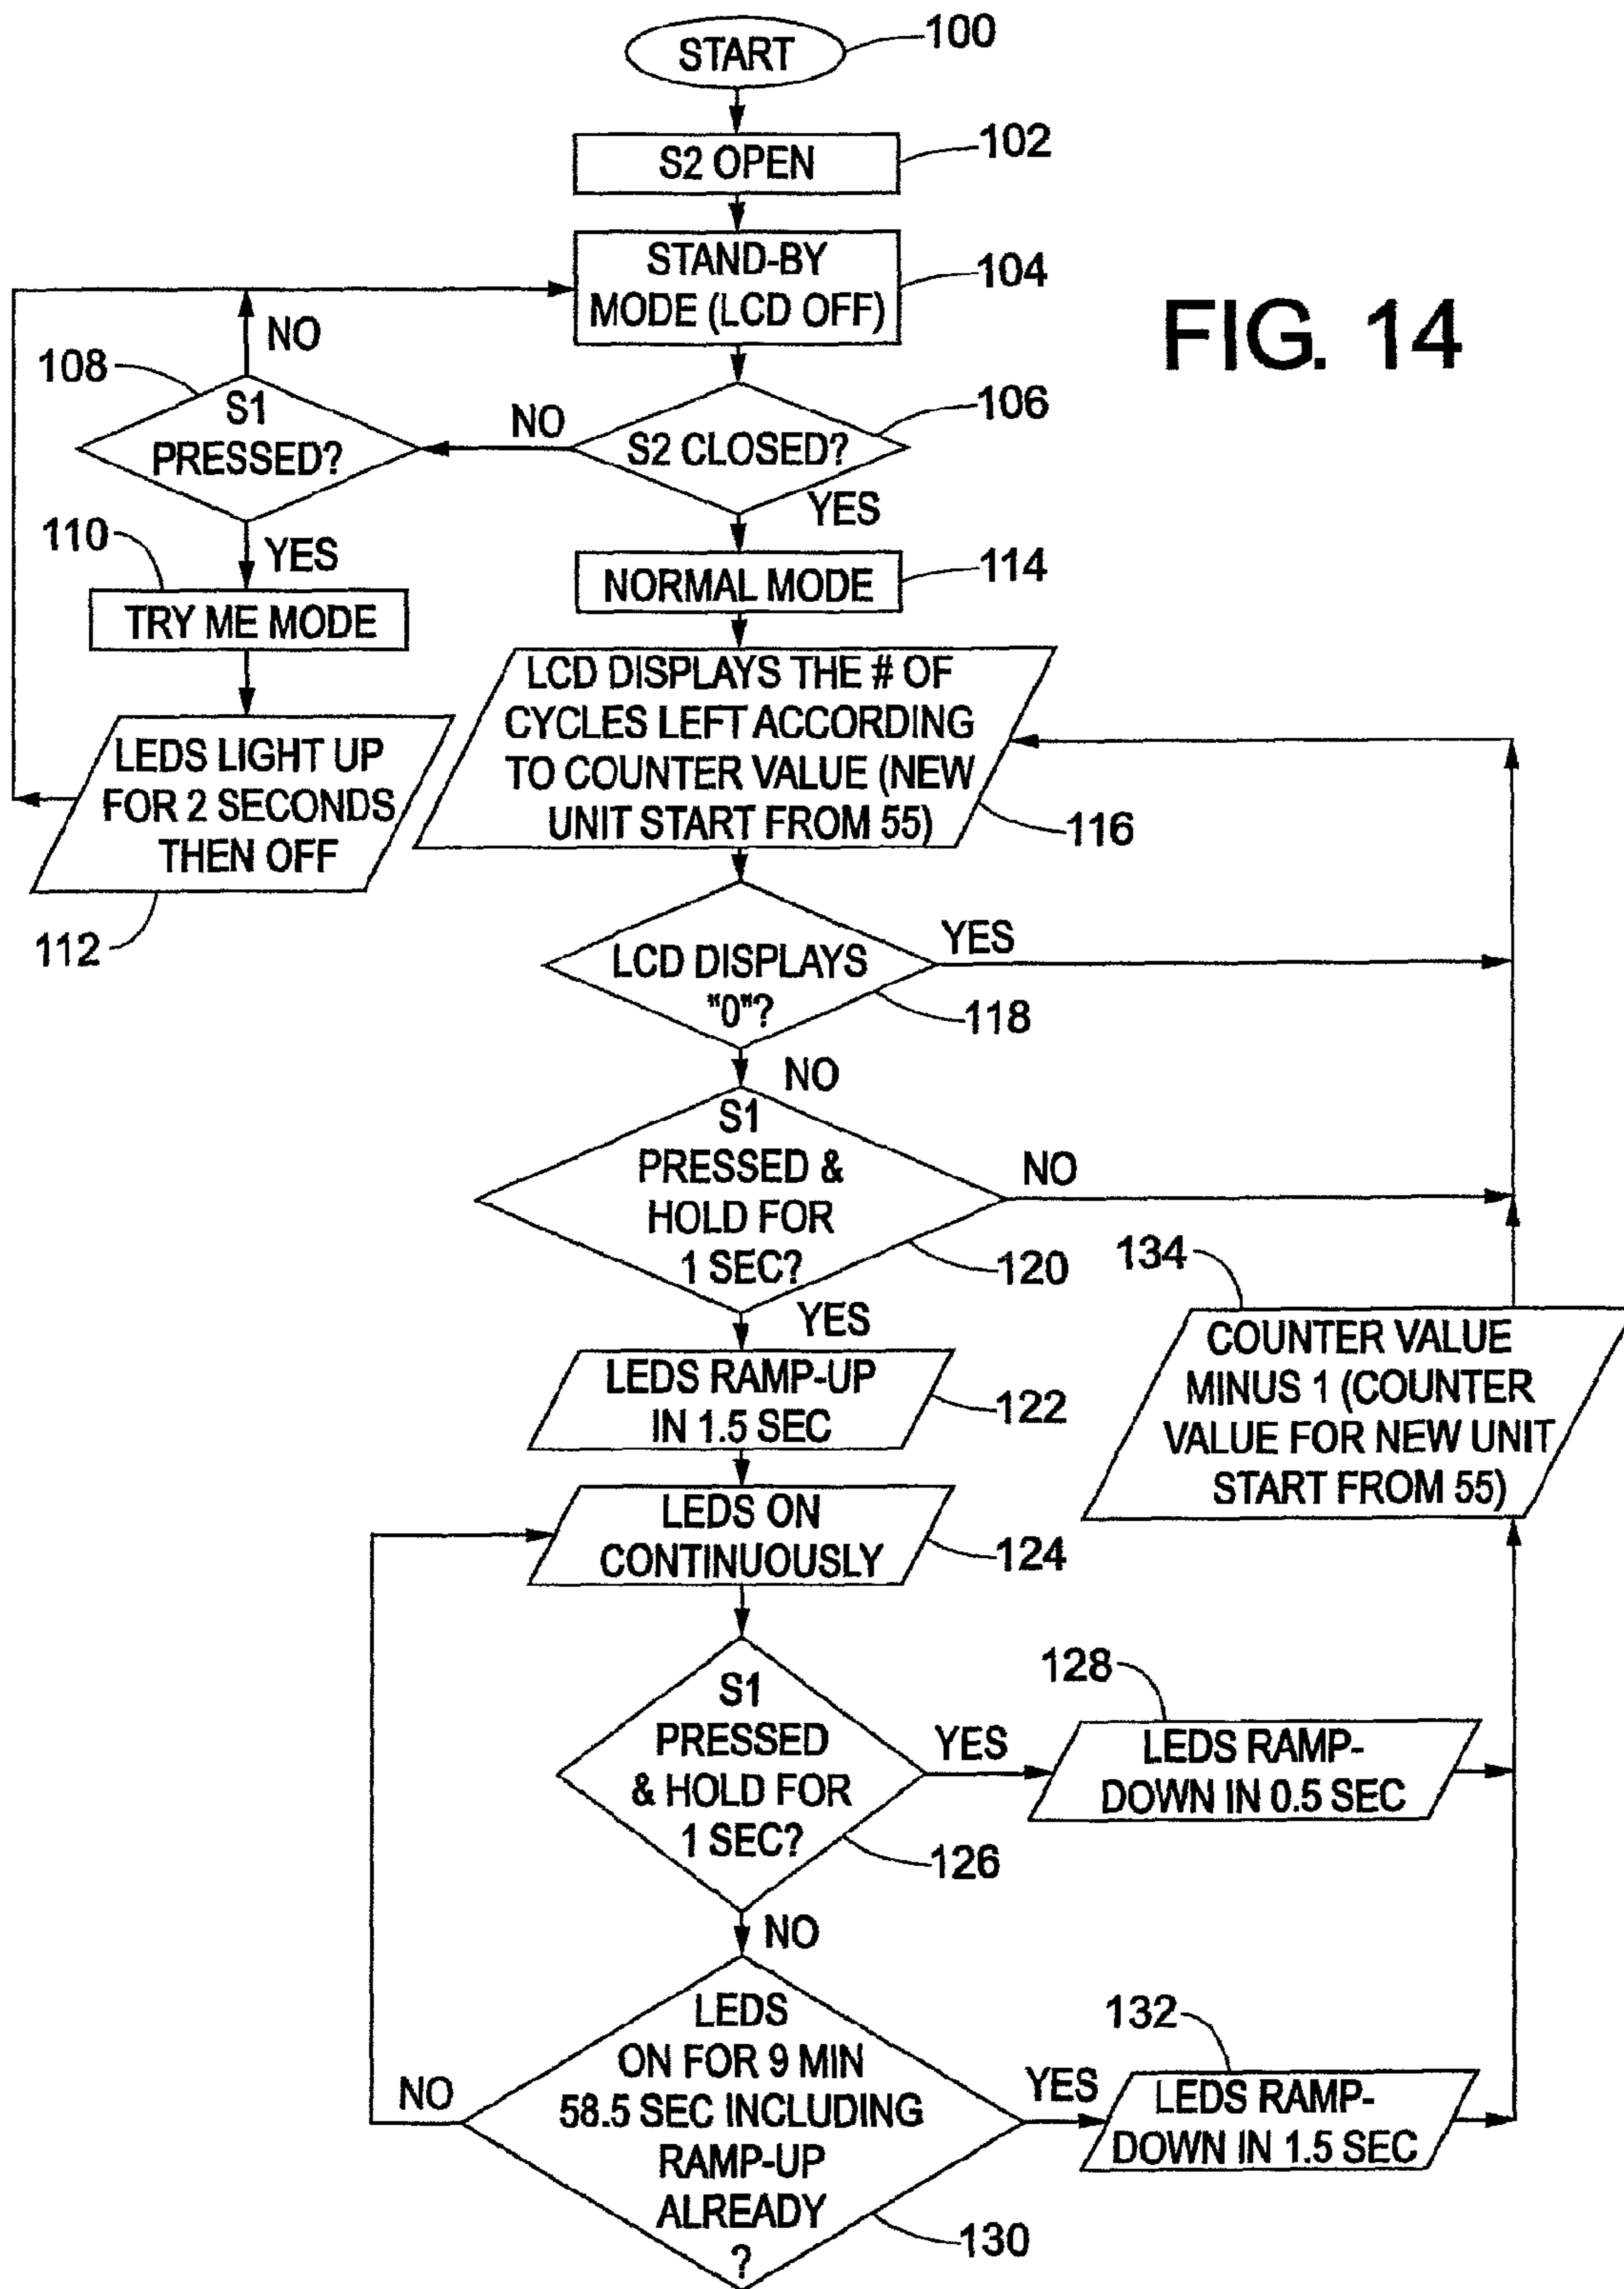 START
100
S2 OPEN
102
STAND-BY
MODE (LCD OFF)
104
FIG. 14
NO
108
S1
PRESSED?
NO
S2 CLOSED?
106
YES
110
YES
TRY ME MODE
NORMAL MODE
114
LEDS LIGHT UP
FOR 2 SECONDS
THEN OFF
112
LCD DISPLAYS THE # OF
CYCLES LEFT ACCORDING
TO COUNTER VALUE (NEW
UNIT START FROM 55)
116
LCD DISPLAYS
"0"?
YES
118
NO
S1
PRESSED &
HOLD FOR
1 SEC?
NO
120
YES
134
COUNTER VALUE
MINUS 1 (COUNTER
VALUE FOR NEW UNIT
START FROM 55)
LEDS RAMP-UP
IN 1.5 SEC
122
LEDS ON
CONTINUOUSLY
124
S1
PRESSED
& HOLD FOR
1 SEC?
126
YES
128
LEDS RAMP-
DOWN IN 0.5 SEC
NO
LEDS
ON FOR 9 MIN
58.5 SEC INCLUDING
RAMP-UP
ALREADY
?
130
NO
YES
132
LEDS RAMP-
DOWN IN 1.5 SEC